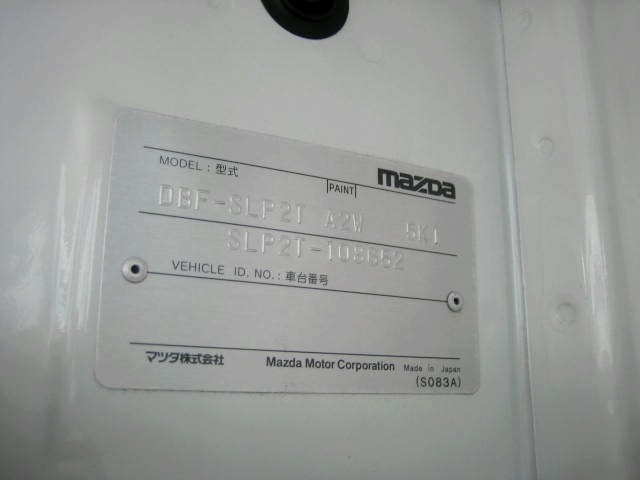 MODEL : 型式
PAINT
mazda
DBF-SLP2T A2W 5K1
SLP2T-108652
VEHICLE ID. NO. : 車台番号
マツダ株式会社
Mazda Motor Corporation Made in Japan
(S083A)